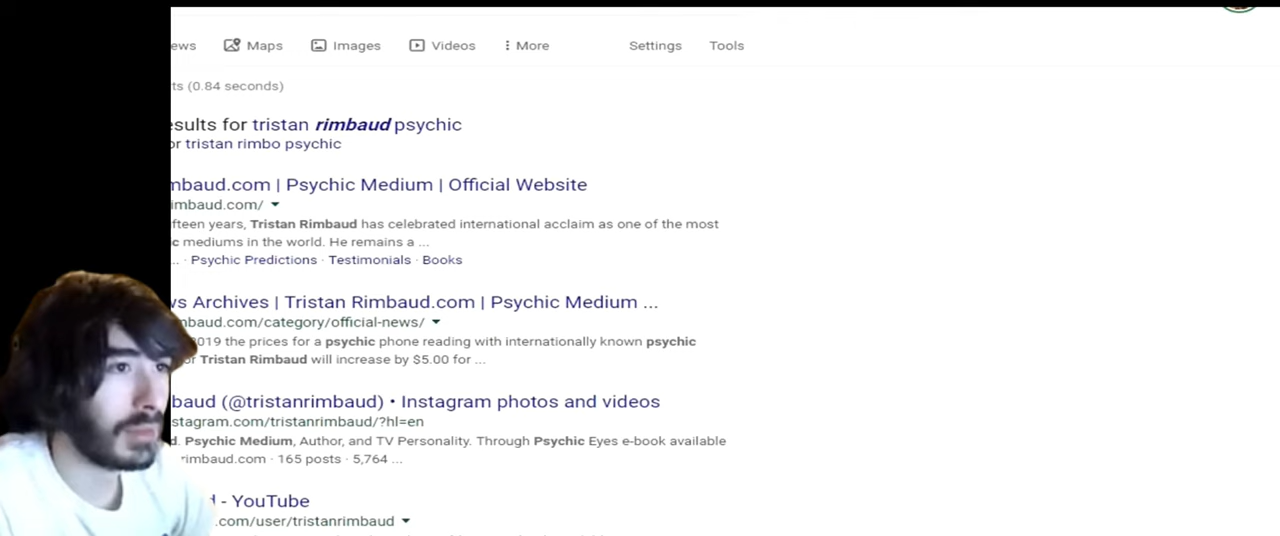 ews Maps Images Videos More Settings Tools
ts (0.84 seconds)
esults for tristan rimbaud psychic
or tristan rimbo psychic
mbaud.com | Psychic Medium | Official Website
imbaud.com/
fteen years, Tristan Rimbaud has celebrated international acclaim as one of the most
c mediums in the world. He remains a ...
... · Psychic Predictions · Testimonials · Books
ws Archives | Tristan Rimbaud.com | Psychic Medium ...
mbaud.com/category/official-news/
2019 the prices for a psychic phone reading with internationally known psychic
or Tristan Rimbaud will increase by $5.00 for ...
baud (@tristanrimbaud) • Instagram photos and videos
stagram.com/tristanrimbaud/?hl=en
d. Psychic Medium, Author, and TV Personality. Through Psychic Eyes e-book available
rimbaud.com · 165 posts · 5,764 ...
d - YouTube
.com/user/tristanrimbaud